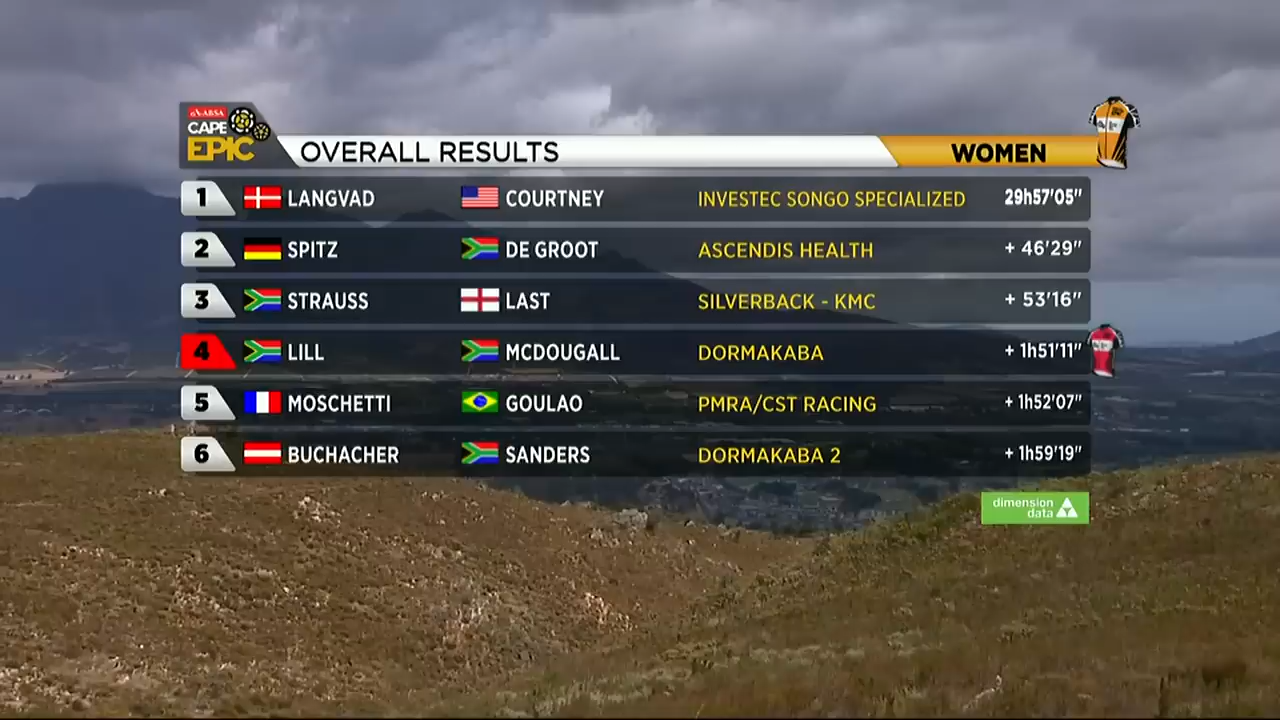 ABSA
CAPE
EPIC
OVERALL RESULTS WOMEN
1 LANGVAD COURTNEY INVESTEC SONGO SPECIALIZED 29h57'05"
2 SPITZ DE GROOT ASCENDIS HEALTH + 46'29"
3 STRAUSS LAST SILVERBACK - KMC + 53'16"
4 LILL MCDOUGALL DORMAKABA + 1h51'11"
5 MOSCHETTI GOULAO PMRA/CST RACING + 1h52'07"
6 BUCHACHER SANDERS DORMAKABA 2 + 1h59'19"
dimension
data